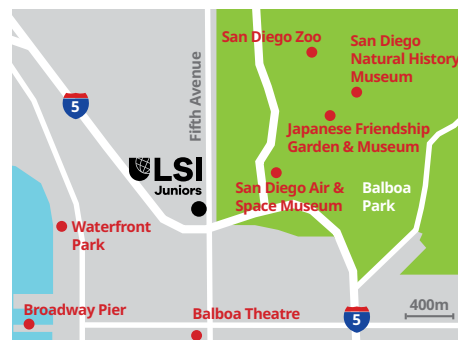 San Diego Zoo
San Diego
Natural History
Museum
5
Fifth Avenue
Japanese Friendship
Garden & Museum
LSI
Juniors
San Diego Air &
Space Museum
Balboa
Park
Waterfront
Park
Broadway Pier
Balboa Theatre
5
400m